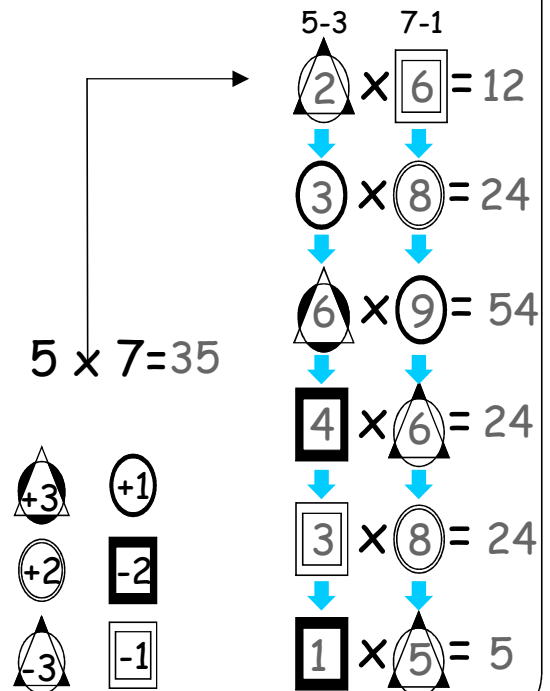 5-3 7-1
2 x 6 = 12
3 x 8 = 24
6 x 9 = 54
5 x 7=35
4 x 6 = 24
+3 +1
3 x 8 = 24
+2 -2
-3 -1
1 x 5 = 5